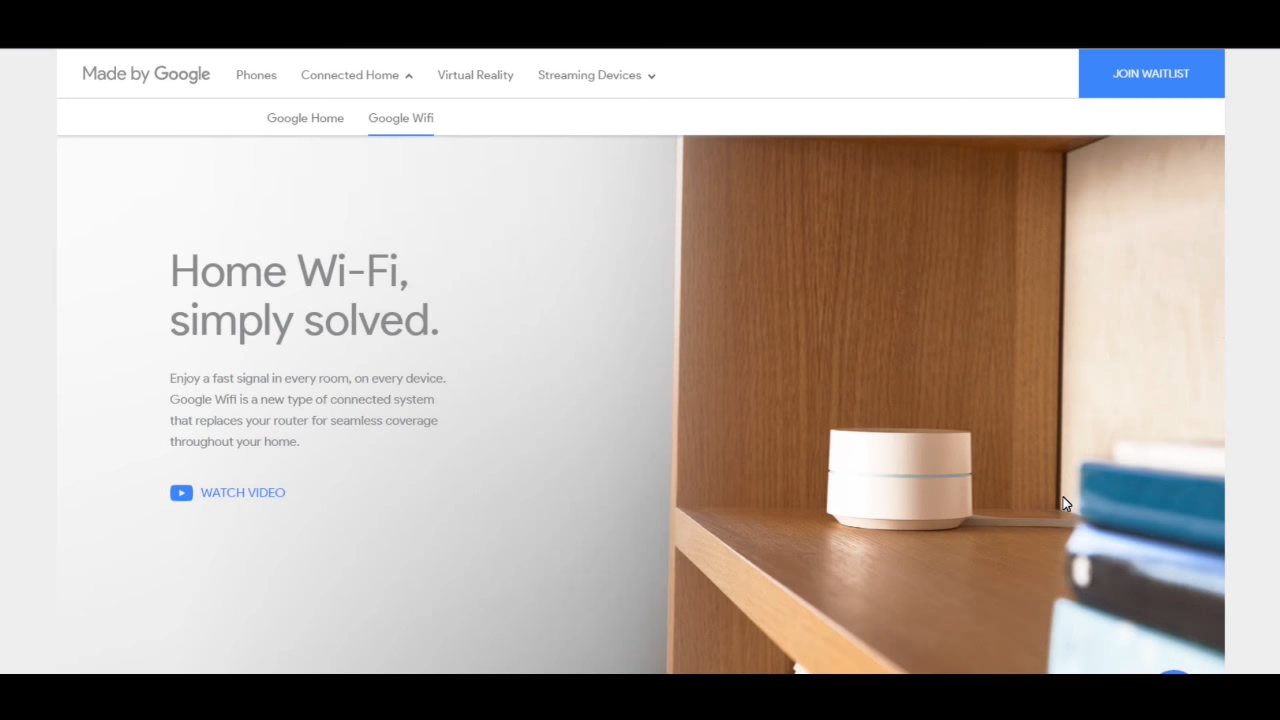 Made by Google
Phones
Connected Home
Virtual Reality
Streaming Devices
JOIN WAITLIST
Google Home
Google Wifi
Home Wi-Fi,
simply solved.
Enjoy a fast signal in every room, on every device.
Google Wifi is a new type of connected system
that replaces your router for seamless coverage
throughout your home.
WATCH VIDEO